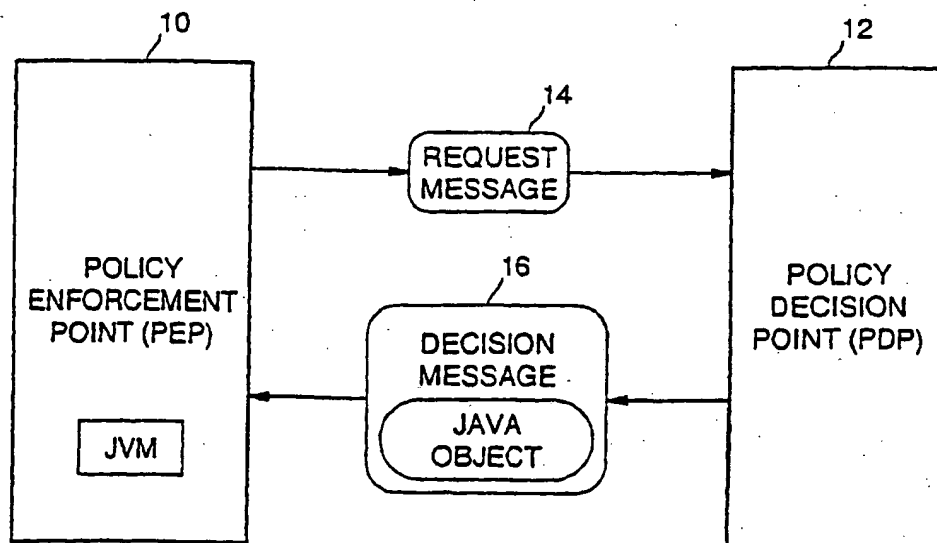 10
12
14
REQUEST
MESSAGE
POLICY
ENFORCEMENT
POINT (PEP)
JVM
16
DECISION
MESSAGE
JAVA
OBJECT
POLICY
DECISION
POINT (PDP)